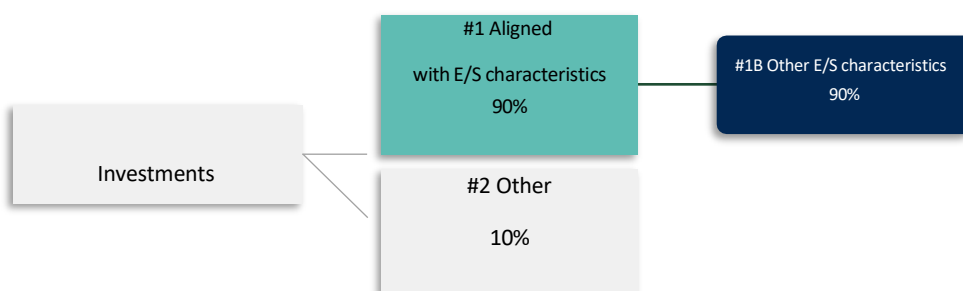 Investments
#1 Aligned
with E/S characteristics
90%
#2 Other
10%
#1B Other E/S characteristics
90%